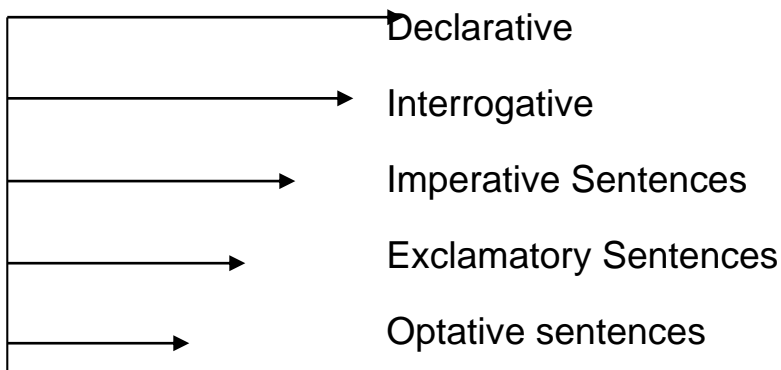 Declarative
Interrogative
Imperative Sentences
Exclamatory Sentences
Optative sentences